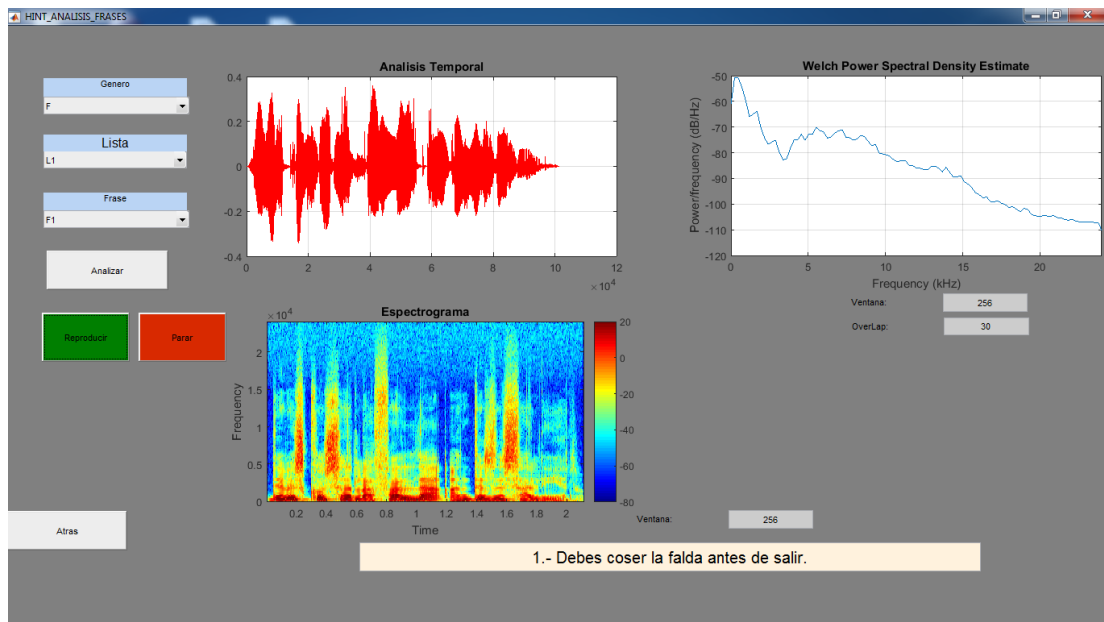 HINT_ANALISIS_FRASES
Genero
F
Lista
L1
Frase
F1
Analizar
Reproducir
Parar
Atras
Analisis Temporal
0.4
0.2
0
-0.2
-0.4
0 2 4 6 8 10 12
×10^4
Welch Power Spectral Density Estimate
Power/frequency (dB/Hz)
-50
-60
-70
-80
-90
-100
-110
-120
0 5 10 15 20
Frequency (kHz)
Ventana: 256
OverLap: 30
Espectrograma
×10^4
Frequency
2
1.5
1
0.5
0
0.2 0.4 0.6 0.8 1 1.2 1.4 1.6 1.8 2
Time
20
0
-20
-40
-60
-80
Ventana: 256
1.- Debes coser la falda antes de salir.